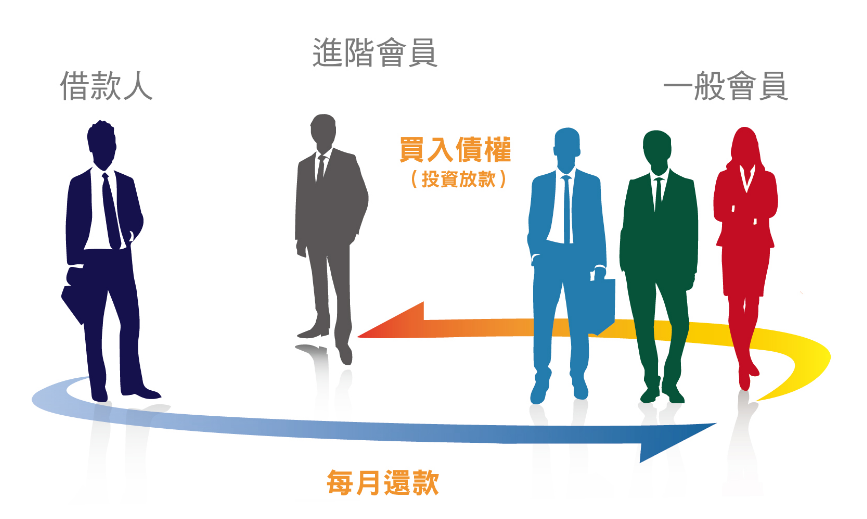 進階會員
借款人
一般會員
買入債權
(投資放款)
每月還款